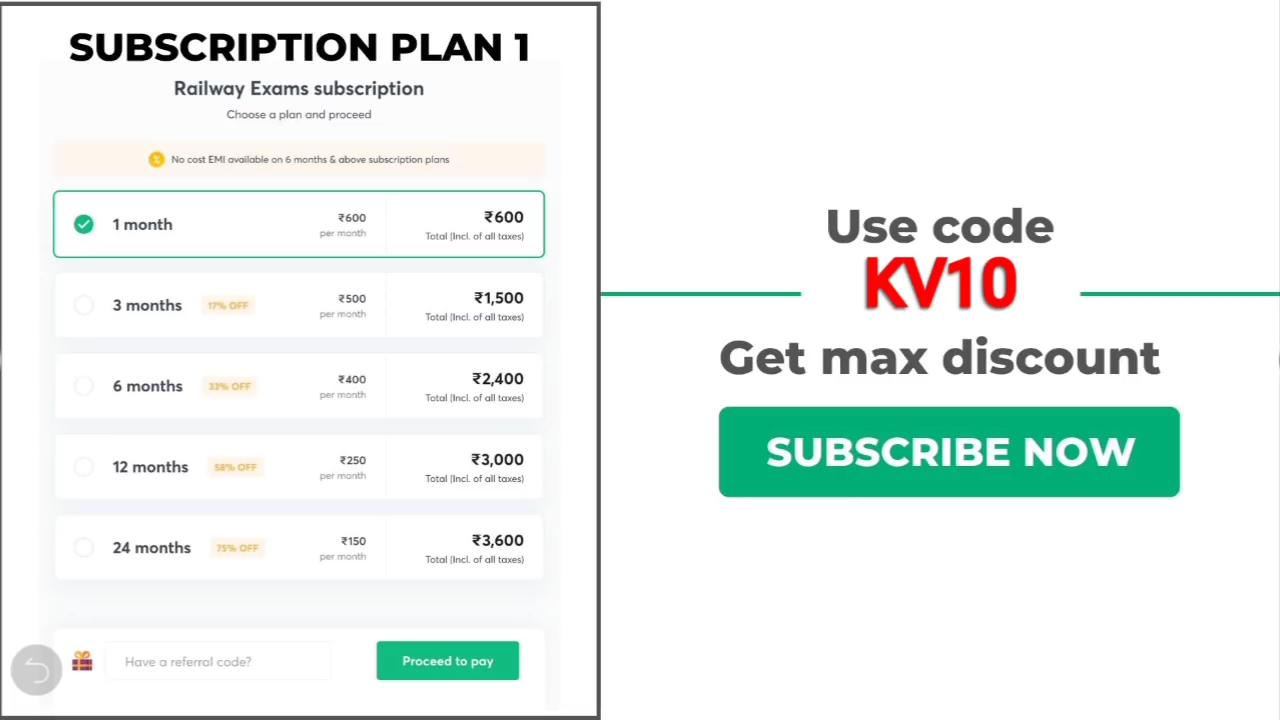 SUBSCRIPTION PLAN 1
Railway Exams subscription
Choose a plan and proceed
No cost EMI available on 6 months & above subscription plans
1 month ₹600 ₹600
per month Total (Incl. of all taxes)
3 months 17% OFF ₹500 ₹1,500
per month Total (Incl. of all taxes)
6 months 33% OFF ₹400 ₹2,400
per month Total (Incl. of all taxes)
12 months 58% OFF ₹250 ₹3,000
per month Total (Incl. of all taxes)
24 months 75% OFF ₹150 ₹3,600
per month Total (Incl. of all taxes)
Have a referral code? Proceed to pay
Use code
KV10
Get max discount
SUBSCRIBE NOW